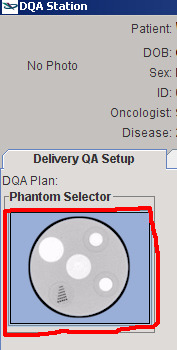 DQA Station
Patient:
No Photo
DOB:
Sex:
ID:
Oncologist:
Disease:
Delivery QA Setup
DQA Plan:
Phantom Selector